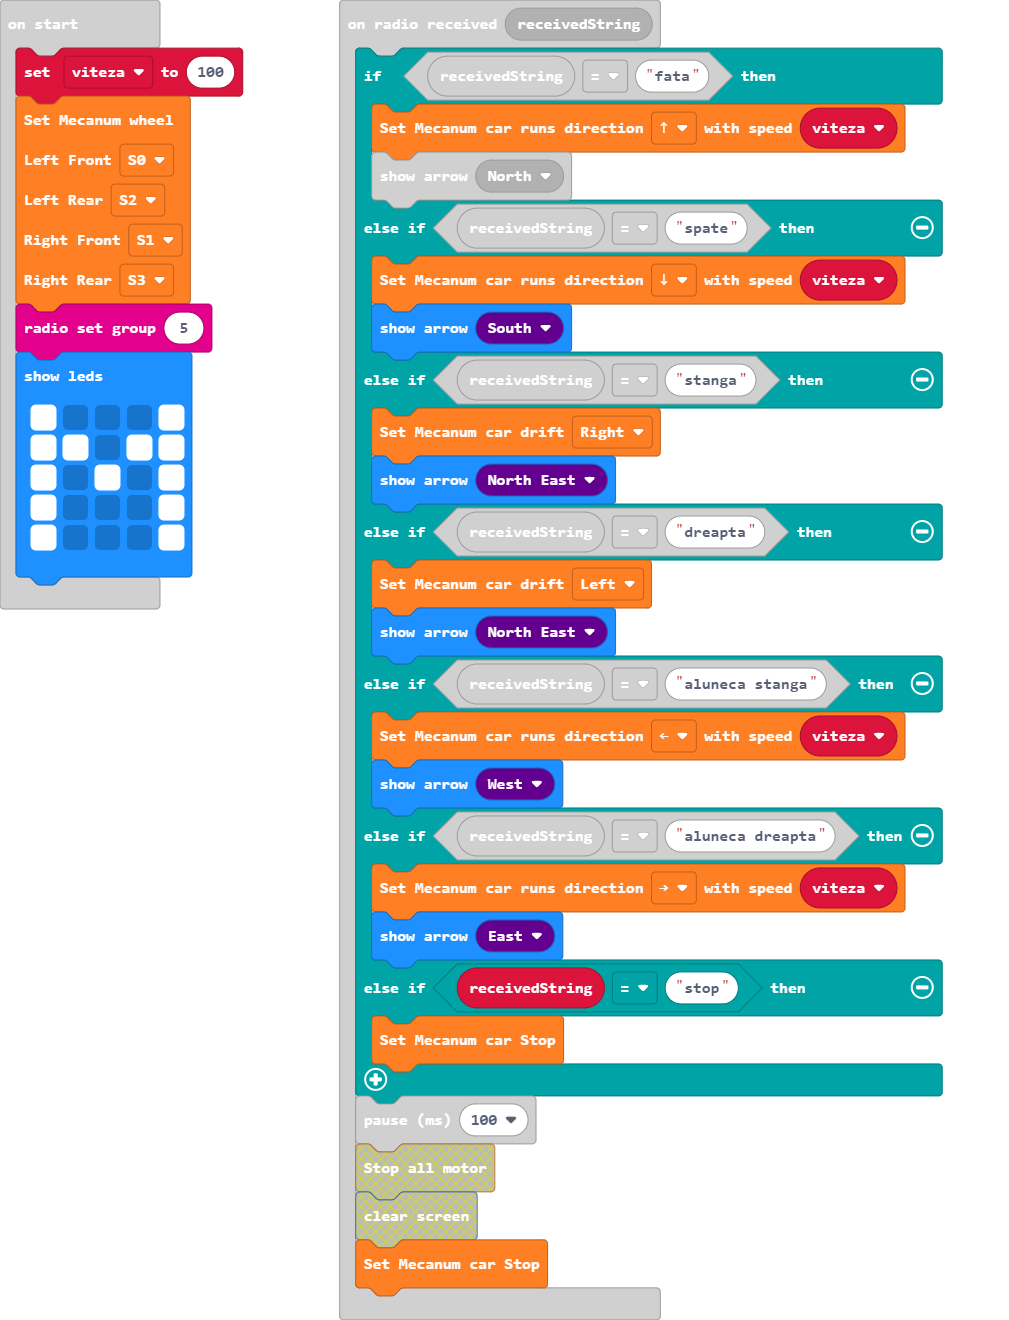 on start
set viteza to 100
Set Mecanum wheel
Left Front S0
Left Rear S2
Right Front S1
Right Rear S3
radio set group 5
show leds
on radio received receivedString
if receivedString = "fata" then
Set Mecanum car runs direction ↑ with speed viteza
show arrow North
else if receivedString = "spate" then
Set Mecanum car runs direction ↓ with speed viteza
show arrow South
else if receivedString = "stanga" then
Set Mecanum car drift Right
show arrow North East
else if receivedString = "dreapta" then
Set Mecanum car drift Left
show arrow North East
else if receivedString = "aluneca stanga" then
Set Mecanum car runs direction ← with speed viteza
show arrow West
else if receivedString = "aluneca dreapta" then
Set Mecanum car runs direction → with speed viteza
show arrow East
else if receivedString = "stop" then
Set Mecanum car Stop
pause (ms) 100
Stop all motor
clear screen
Set Mecanum car Stop